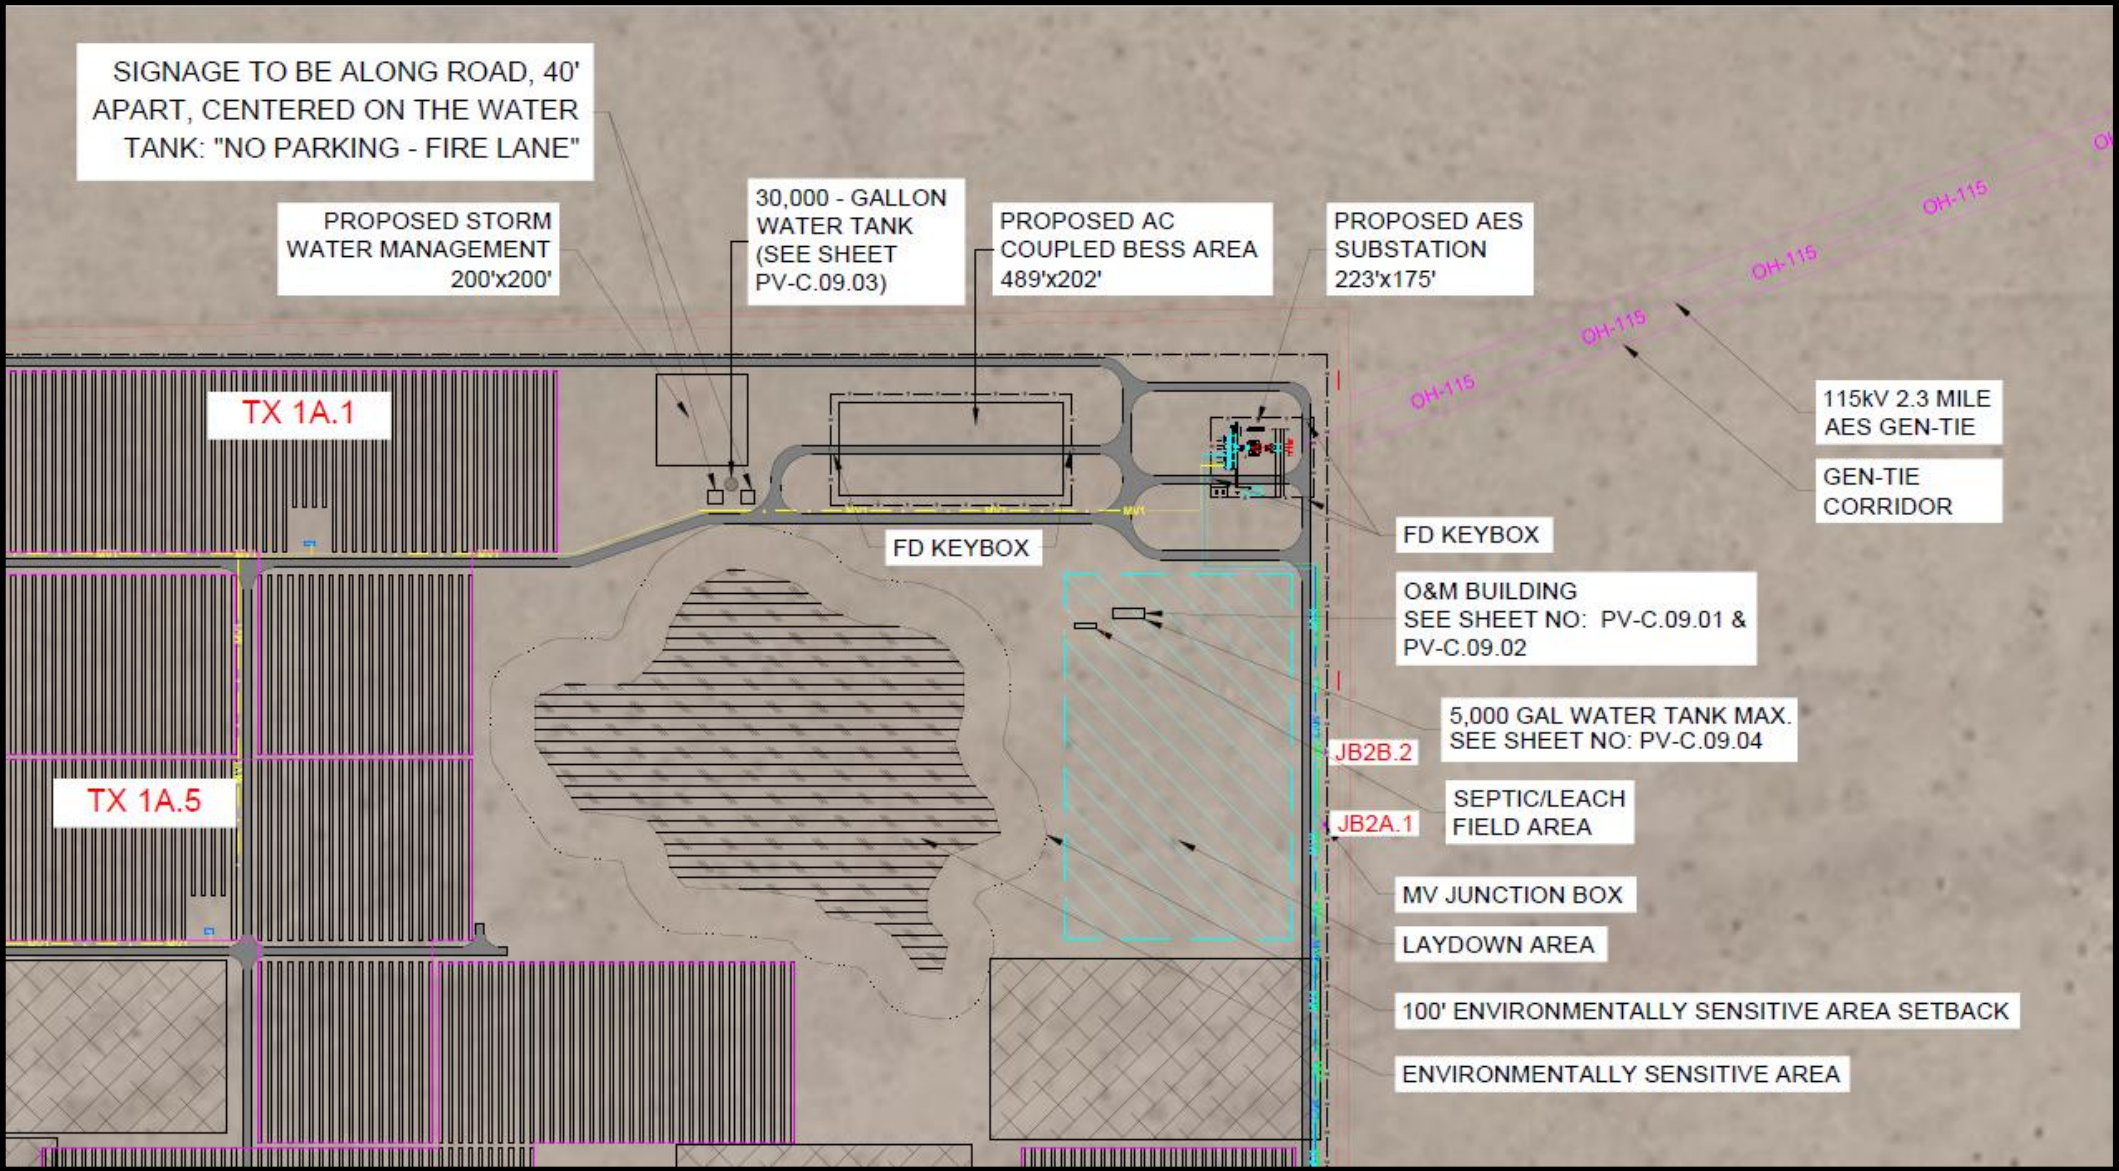 SIGNAGE TO BE ALONG ROAD, 40'
APART, CENTERED ON THE WATER
TANK: "NO PARKING - FIRE LANE"
PROPOSED STORM
WATER MANAGEMENT
200'x200'
30,000 - GALLON
WATER TANK
(SEE SHEET
PV-C.09.03)
PROPOSED AC
COUPLED BESS AREA
489'x202'
PROPOSED AES
SUBSTATION
223'x175'
OH-115
OH-115
OH-115
OH-115
115kV 2.3 MILE
AES GEN-TIE
GEN-TIE
CORRIDOR
TX 1A.1
FD KEYBOX
FD KEYBOX
MV1
O&M BUILDING
SEE SHEET NO: PV-C.09.01 &
PV-C.09.02
5,000 GAL WATER TANK MAX.
SEE SHEET NO: PV-C.09.04
JB2B.2
TX 1A.5
SEPTIC/LEACH
FIELD AREA
JB2A.1
MV JUNCTION BOX
LAYDOWN AREA
100' ENVIRONMENTALLY SENSITIVE AREA SETBACK
ENVIRONMENTALLY SENSITIVE AREA